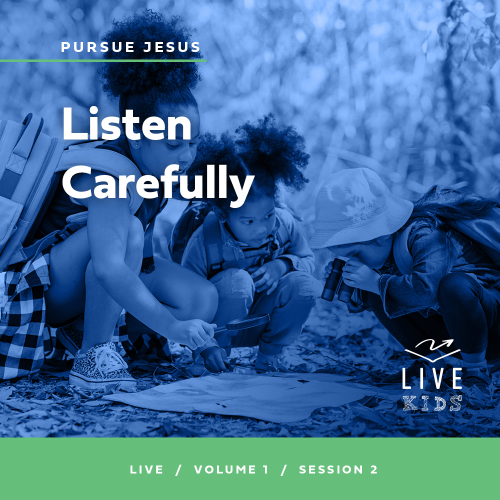 PURSUE JESUS
Listen
Carefully
LIVE
KIDS
LIVE / VOLUME 1 / SESSION 2